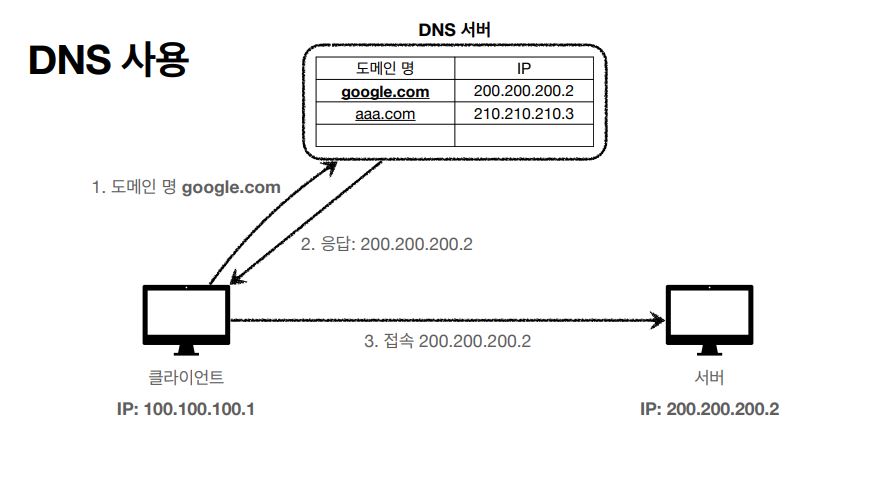 DNS 사용
DNS 서버
도메인 명 IP
google.com 200.200.200.2
aaa.com 210.210.210.3
1. 도메인 명 google.com
2. 응답: 200.200.200.2
3. 접속 200.200.200.2
클라이언트
IP: 100.100.100.1
서버
IP: 200.200.200.2